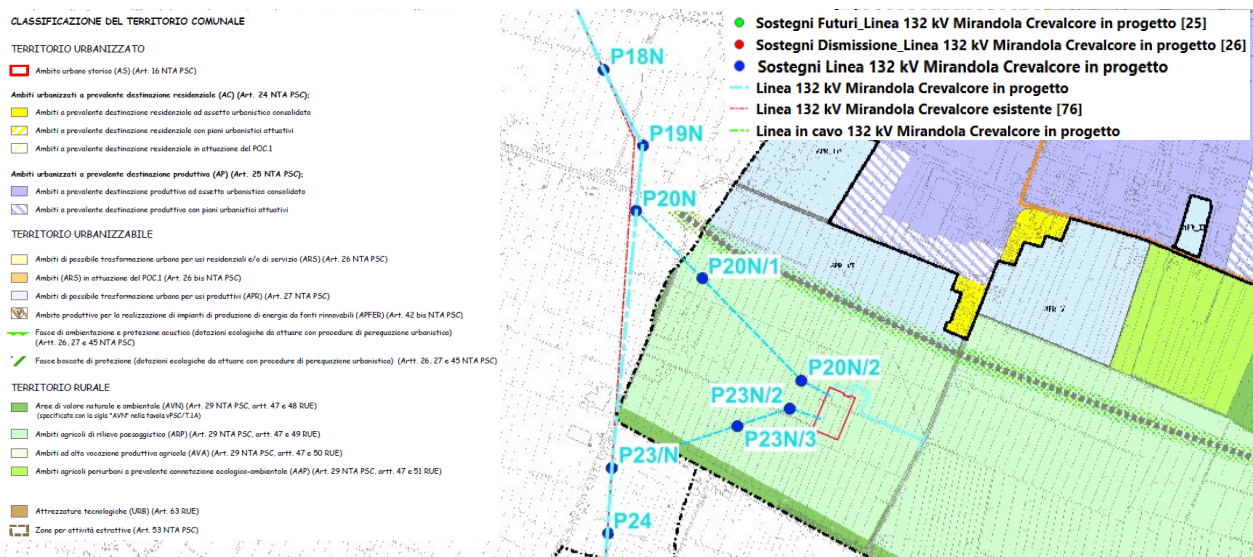 CLASSIFICAZIONE DEL TERRITORIO COMUNALE
TERRITORIO URBANIZZATO
Ambito urbano storico (AS) (Art. 16 NTA PSC)
Ambiti urbanizzati a prevalente destinazione residenziale (AC) (Art. 24 NTA PSC);
Ambiti a prevalente destinazione residenziale ad assetto urbanistico consolidato
Ambiti a prevalente destinazione residenziale con piani urbanistici attuativi
Ambiti a prevalente destinazione residenziale in attuazione del POC.1
Ambiti urbanizzati a prevalente destinazione produttiva (AP) (Art. 25 NTA PSC);
Ambiti a prevalente destinazione produttiva ad assetto urbanistico consolidato
Ambiti a prevalente destinazione produttiva con piani urbanistici attuativi
TERRITORIO URBANIZZABILE
Ambiti di possibile trasformazione urbana per usi residenziali e/o di servizio (ARS) (Art. 26 NTA PSC)
Ambiti (ARS) in attuazione del POC.1 (Art. 26 bis NTA PSC)
Ambiti di possibile trasformazione urbana per usi produttivi (APR) (Art. 27 NTA PSC)
Ambito produttivo per la realizzazione di impianti di produzione di energia da fonti rinnovabili (APFER) (Art. 42 bis NTA PSC)
Fasce di ambientazione e protezione acustica (dotazioni ecologiche da attuare con procedure di perequazione urbanistica)
(Artt. 26, 27 e 45 NTA PSC)
Fasce boscate di protezione (dotazioni ecologiche da attuare con procedure di perequazione urbanistica) (Artt. 26, 27 e 45 NTA PSC)
TERRITORIO RURALE
Aree di valore naturale e ambientale (AVN) (Art. 29 NTA PSC, artt. 47 e 48 RUE)
(specificate con la sigla "AVN" nella tavola vPSC/T.1A)
Ambiti agricoli di rilievo paesaggistico (ARP) (Art. 29 NTA PSC, artt. 47 e 49 RUE)
Ambiti ad alta vocazione produttiva agricola (AVA) (Art. 29 NTA PSC, artt. 47 e 50 RUE)
Ambiti agricoli periurbani a prevalente connotazione ecologico-ambientale (AAP) (Art. 29 NTA PSC, artt. 47 e 51 RUE)
Attrezzature tecnologiche (URB) (Art. 63 RUE)
Zone per attività estrattive (Art. 53 NTA PSC)
Sostegni Futuri_Linea 132 kV Mirandola Crevalcore in progetto [25]
Sostegni Dismissione_Linea 132 kV Mirandola Crevalcore in progetto [26]
Sostegni Linea 132 kV Mirandola Crevalcore in progetto
Linea 132 kV Mirandola Crevalcore in progetto
Linea 132 kV Mirandola Crevalcore esistente [76]
Linea in cavo 132 kV Mirandola Crevalcore in progetto
P18N
P19N
P20N
P20N/1
P20N/2
P23N/2
P23N/3
P23/N
P24